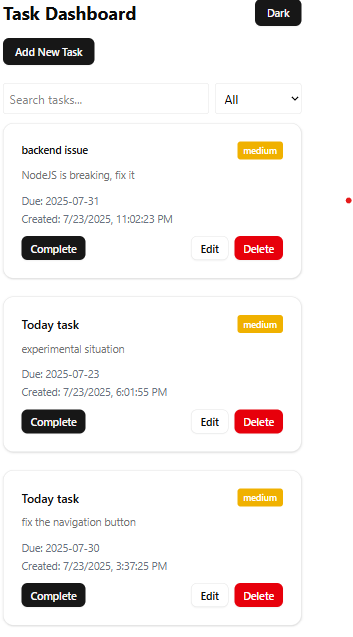 Task Dashboard
Dark
Add New Task
Search tasks...
All
backend issue
medium
NodeJS is breaking, fix it
Due: 2025-07-31
Created: 7/23/2025, 11:02:23 PM
Complete
Edit
Delete
Today task
medium
experimental situation
Due: 2025-07-23
Created: 7/23/2025, 6:01:55 PM
Complete
Edit
Delete
Today task
medium
fix the navigation button
Due: 2025-07-30
Created: 7/23/2025, 3:37:25 PM
Complete
Edit
Delete